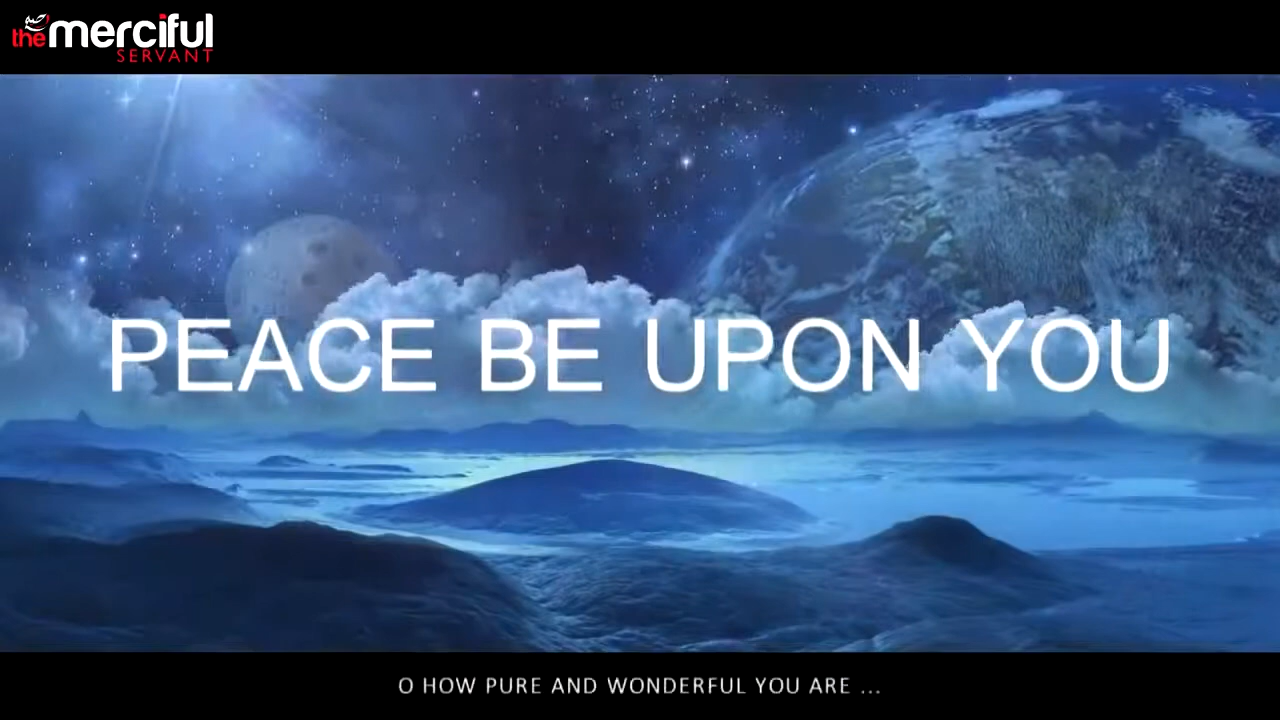 the merciful
SERVANT
PEACE BE UPON YOU
O HOW PURE AND WONDERFUL YOU ARE ...